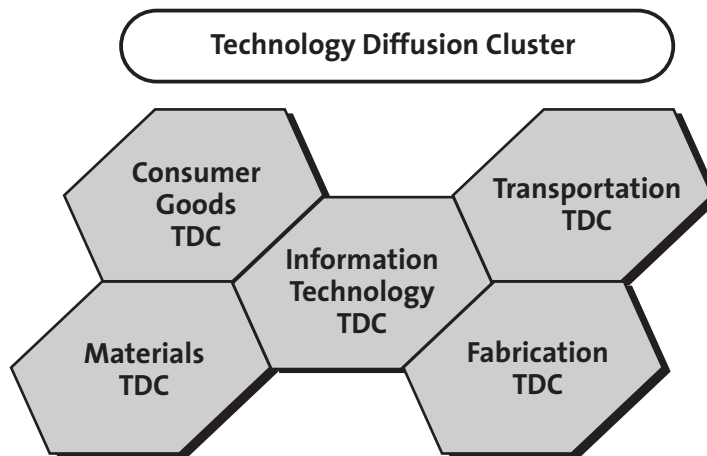 Technology Diffusion Cluster
Consumer
Goods
TDC
Transportation
TDC
Information
Technology
TDC
Materials
TDC
Fabrication
TDC